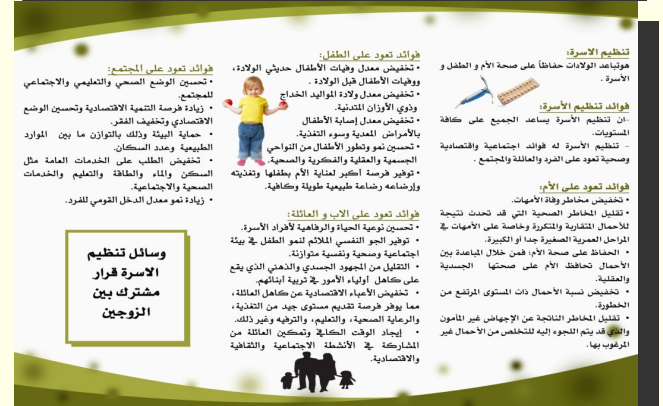 تنظيم الاسرة:
هوتباعد الولادات حفاظاً على صحة الأم و الطفل و
الأسرة .
فوائد تنظيم الأسرة:
-ان تنظيم الأسرة يساعد الجميع على كافة
المستويات.
- تنظيم الأسرة له فوائد اجتماعية واقتصادية
وصحية تعود على الفرد والعائلة والمجتمع .
فوائد تعود على الأم:
• تخفيض مخاطر وفاة الأمهات.
• تقليل المخاطر الصحية التي قد تحدث نتيجة
للأحمال المتقاربة والمتكررة وخاصة على الأمهات في
المراحل العمرية الصغيرة جدا أو الكبيرة.
• الحفاظ على صحة الأم: فمن خلال المباعدة بين
الأحمال تحافظ الأم على صحتها الجسدية
والعقلية.
• تخفيض نسبة الأحمال ذات المستوى المرتفع من
الخطورة.
• تقليل المخاطر الناتجة عن الإجهاض غير المأمون
والذي قد يتم اللجوء إليه للتخلص من الأحمال غير
المرغوب بها.
فوائد تعود على الطفل:
• تخفيض معدل وفيات الأطفال حديثي الولادة ،
ووفيات الأطفال قبل الولادة .
• تخفيض معدل ولادة المواليد الخداج
وذوي الأوزان المتدنية.
• تخفيض معدل إصابة الأطفال
بالأمراض المعدية وسوء التغذية.
• تحسين نمو وتطور الأطفال من النواحي
الجسمية والعقلية والفكرية والصحية.
• توفير فرصة أكبر لعناية الأم بطفلها وتغذيته
وإرضاعه رضاعة طبيعية طويلة وكافية.
فوائد تعود على الاب و العائلة:
• تحسين نوعية الحياة والرفاهية لأفراد الأسرة.
• توفير الجو النفسي الملائم لنمو الطفل في بيئة
اجتماعية وصحية ونفسية متوازنة.
• التقليل من المجهود الجسدي والذهني الذي يقع
على كاهل أولياء الأمور في تربية أبنائهم.
• تخفيض الأعباء الاقتصادية عن كاهل العائلة ،
مما يوفر فرصة تقديم مستوى جيد من التغذية،
والرعاية الصحية، والتعليم، والترفيه وغير ذلك.
• إيجاد الوقت الكافي وتمكين العائلة من
المشاركة في الأنشطة الاجتماعية والثقافية
والاقتصادية.
فوائد تعود على المجتمع:
• تحسين الوضع الصحي والتعليمي والاجتماعي
للمجتمع.
• زيادة فرصة التنمية الاقتصادية وتحسين الوضع
الاقتصادي وتخفيف الفقر.
• حماية البيئة وذلك بالتوازن ما بين الموارد
الطبيعية وعدد السكان.
• تخفيض الطلب على الخدمات العامة مثل
السكن والماء والطاقة والتعليم والخدمات
الصحية والاجتماعية.
• زيادة نمو معدل الدخل القومي للفرد.
وسائل تنظيم
الاسرة قرار
مشترك بين
الزوجين